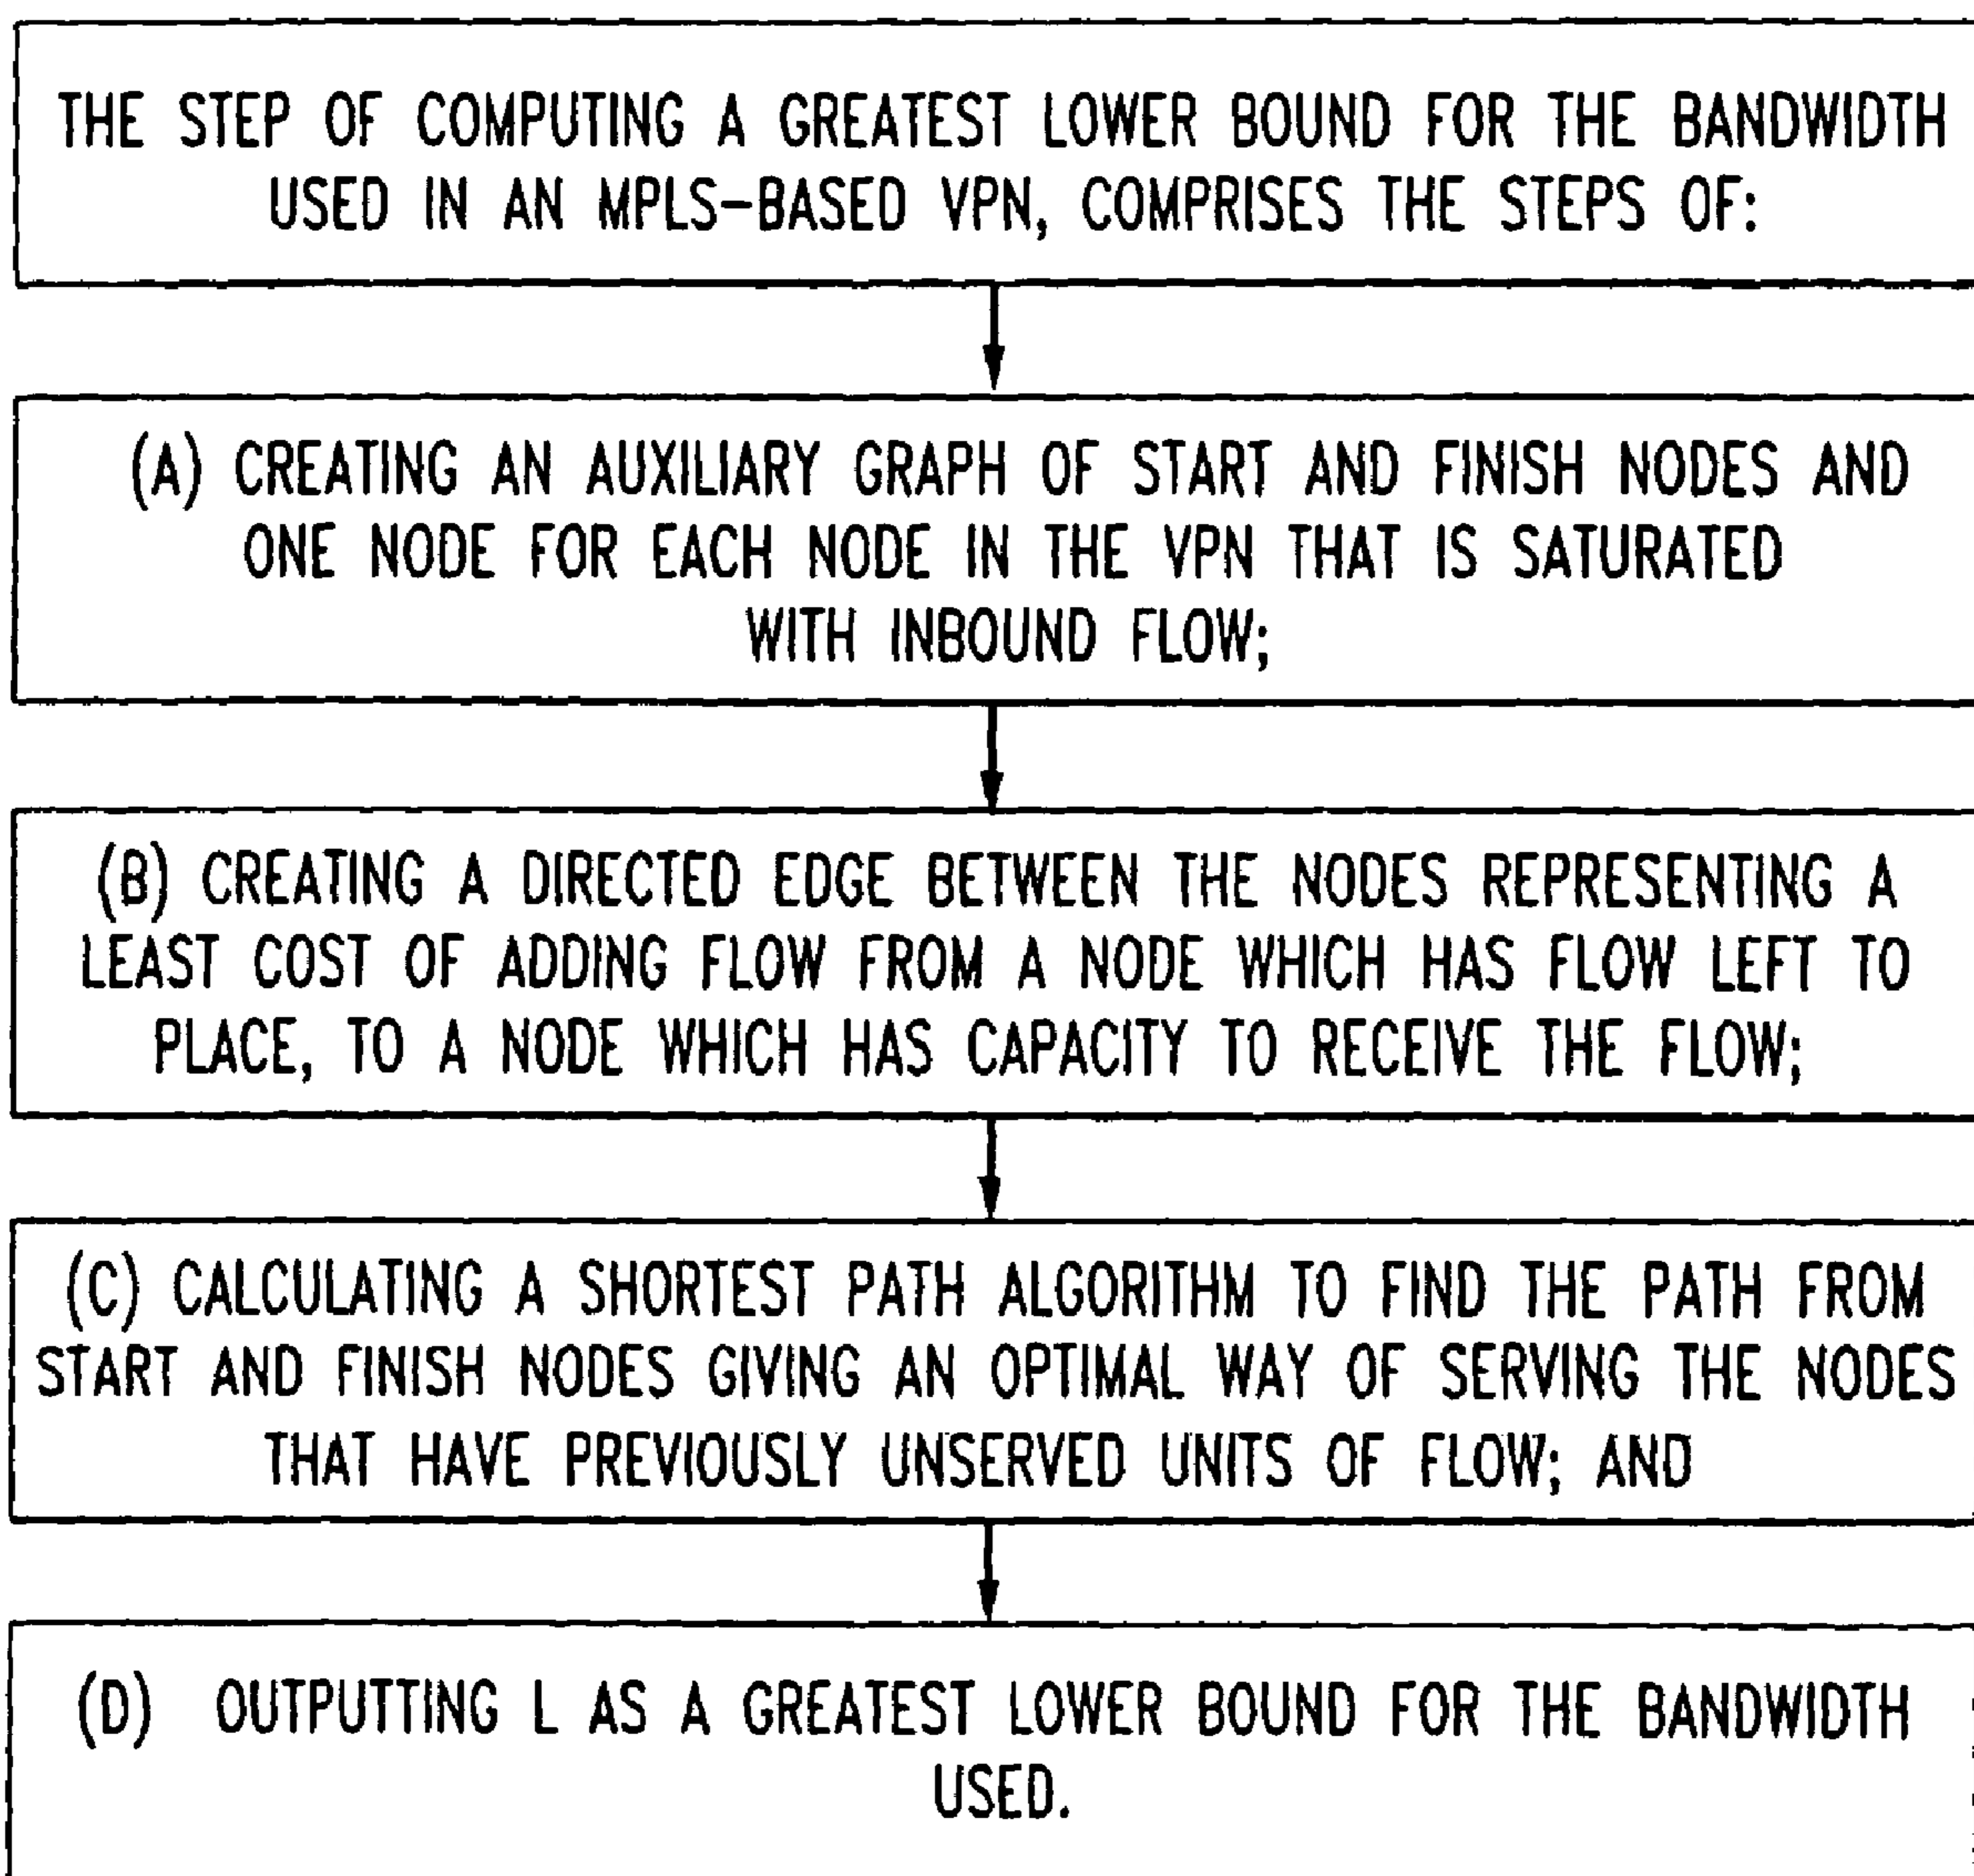 THE STEP OF COMPUTING A GREATEST LOWER BOUND FOR THE BANDWIDTH
USED IN AN MPLS-BASED VPN, COMPRISES THE STEPS OF:
(A) CREATING AN AUXILIARY GRAPH OF START AND FINISH NODES AND
ONE NODE FOR EACH NODE IN THE VPN THAT IS SATURATED
WITH INBOUND FLOW;
(B) CREATING A DIRECTED EDGE BETWEEN THE NODES REPRESENTING A
LEAST COST OF ADDING FLOW FROM A NODE WHICH HAS FLOW LEFT TO
PLACE, TO A NODE WHICH HAS CAPACITY TO RECEIVE THE FLOW;
(C) CALCULATING A SHORTEST PATH ALGORITHM TO FIND THE PATH FROM
START AND FINISH NODES GIVING AN OPTIMAL WAY OF SERVING THE NODES
THAT HAVE PREVIOUSLY UNSERVED UNITS OF FLOW; AND
(D) OUTPUTTING L AS A GREATEST LOWER BOUND FOR THE BANDWIDTH
USED.